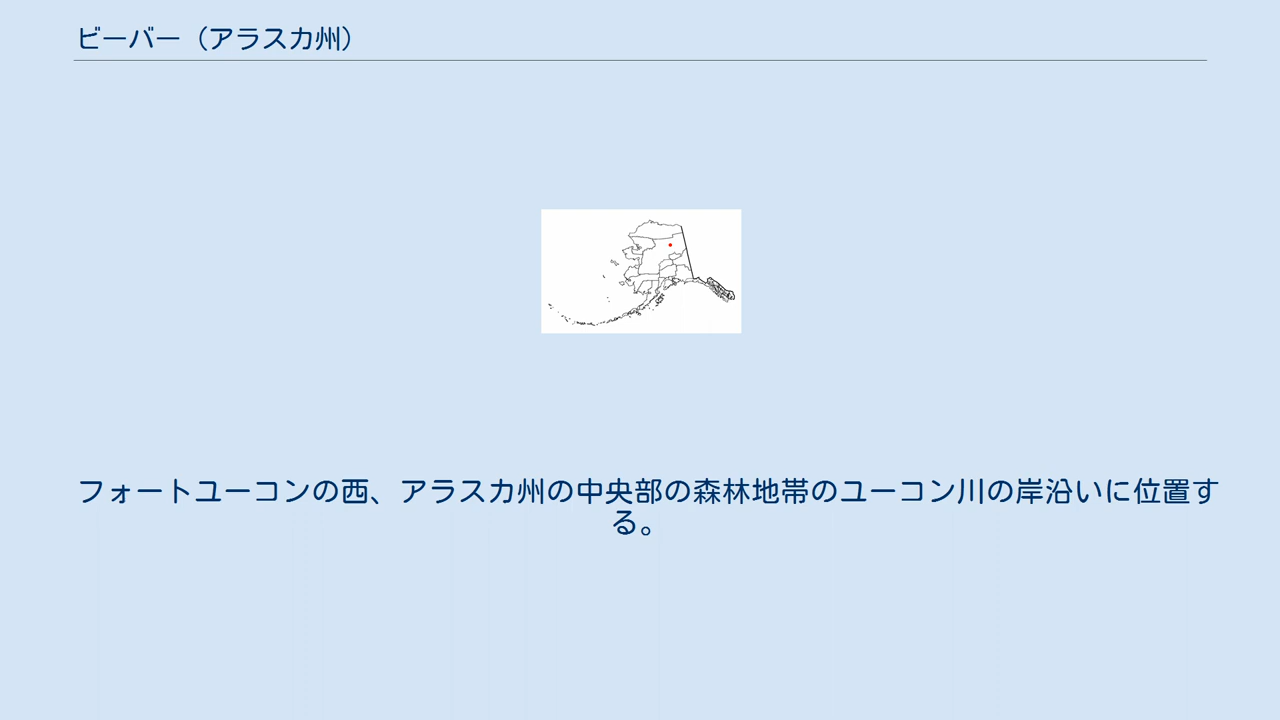 ビーバー（アラスカ州）
フォートユーコンの西、アラスカ州の中央部の森林地帯のユーコン川の岸沿いに位置す
る。